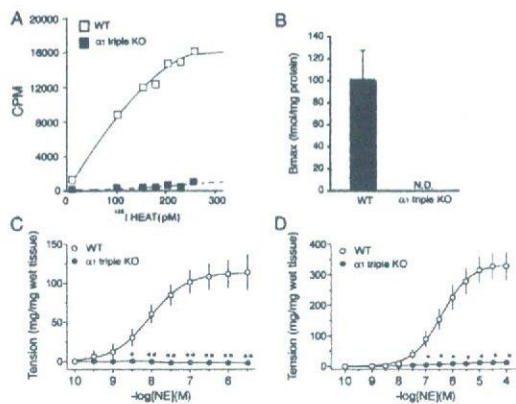 A
WT
α1 triple KO
CPM
20000
16000
12000
8000
4000
0
0
100
200
300
¹²⁵I HEAT(pM)
B
Bmax (fmol/mg protein)
140
120
100
80
60
40
20
0
N.D.
WT
α1 triple KO
C
WT
α1 triple KO
Tension (mg/mg wet tissue)
150
100
50
0
10
9
8
7
6
-log[NE](M)
* ** ** ** ** ** **
D
WT
α1 triple KO
Tension (mg/mg wet tissue)
400
300
200
100
0
10
9
8
7
6
5
4
-log[NE](M)
* * * * * * *